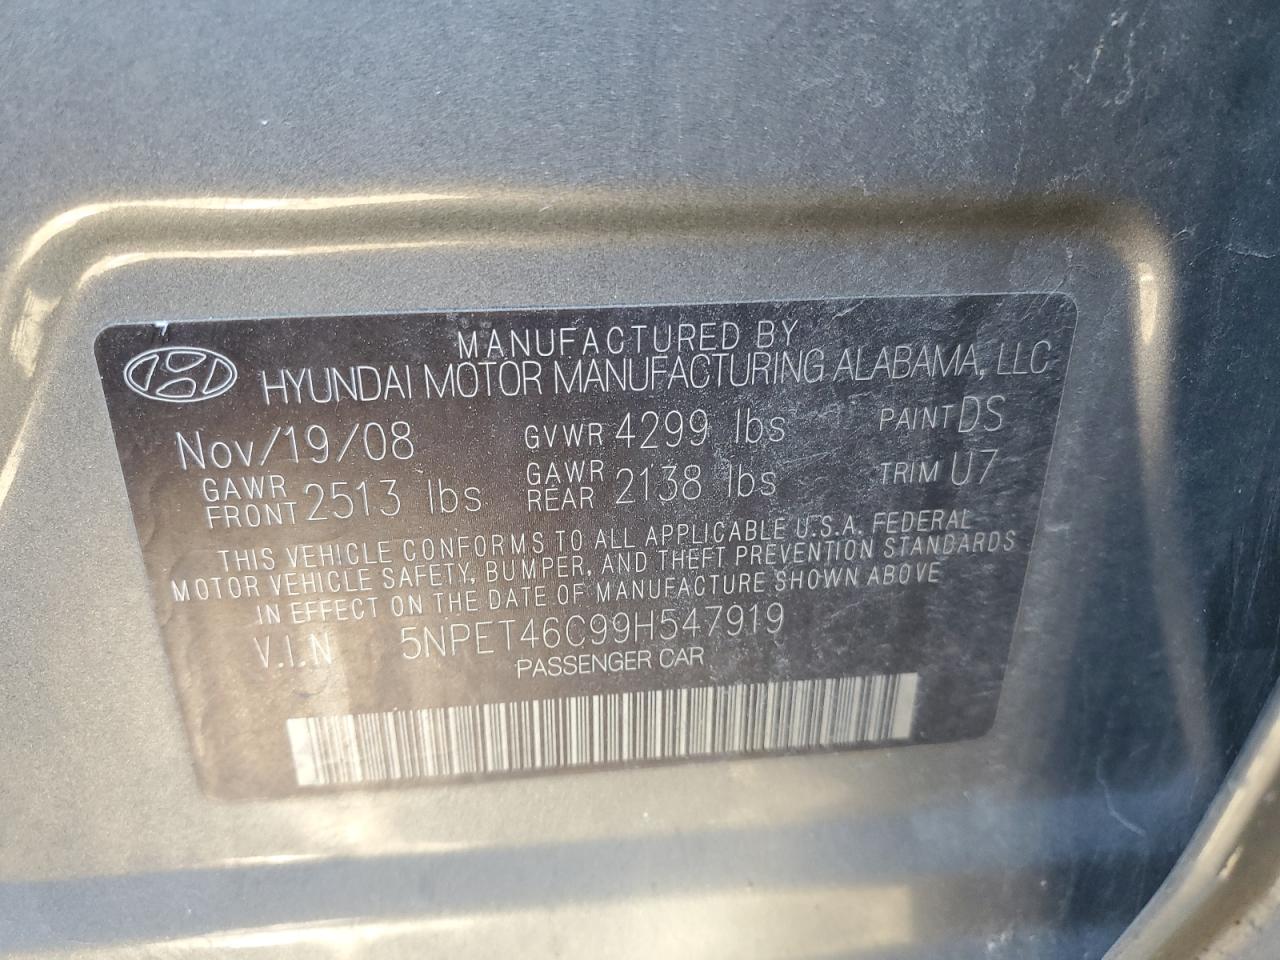 MANUFACTURED BY
HYUNDAI MOTOR MANUFACTURING ALABAMA, LLC
Nov/19/08 GVWR 4299 lbs PAINT DS
GAWR FRONT 2513 lbs GAWR REAR 2138 lbs TRIM U7
THIS VEHICLE CONFORMS TO ALL APPLICABLE U.S.A. FEDERAL
MOTOR VEHICLE SAFETY, BUMPER, AND THEFT PREVENTION STANDARDS
IN EFFECT ON THE DATE OF MANUFACTURE SHOWN ABOVE
V.I.N 5NPET46C99H547919
PASSENGER CAR